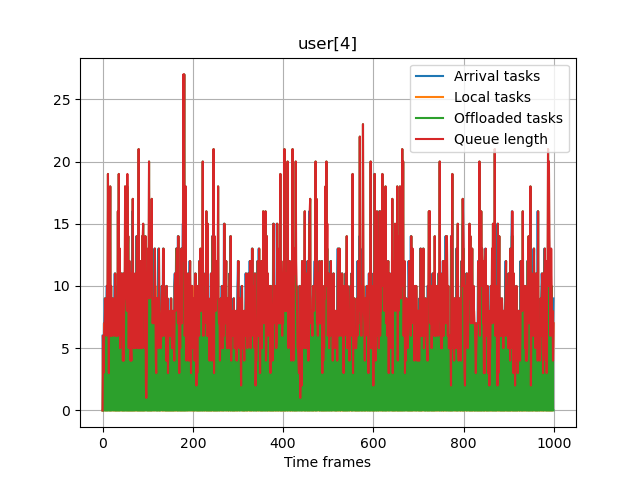 user[4]
Arrival tasks
Local tasks
Offloaded tasks
Queue length
25
20
15
10
5
0
0 200 400 600 800 1000
Time frames